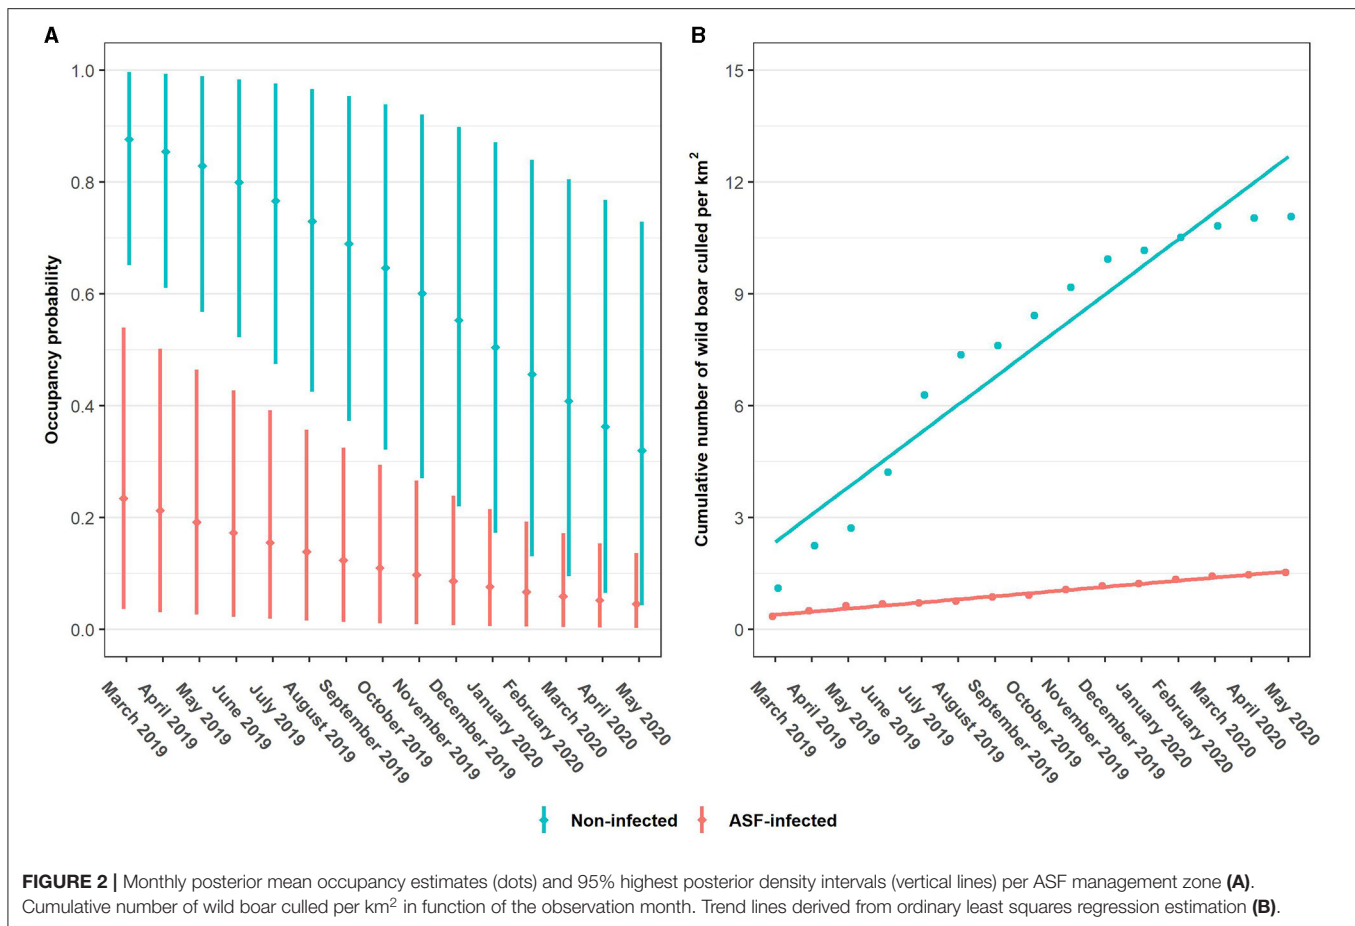 A
B
Occupancy probability
1.0
0.8
0.6
0.4
0.2
0.0
March 2019
April 2019
May 2019
June 2019
July 2019
August 2019
September 2019
October 2019
November 2019
December 2019
January 2020
February 2020
March 2020
April 2020
May 2020
Cumulative number of wild boar culled per km²
15
12
9
6
3
0
March 2019
April 2019
May 2019
June 2019
July 2019
August 2019
September 2019
October 2019
November 2019
December 2019
January 2020
February 2020
March 2020
April 2020
May 2020
Non-infected
ASF-infected
FIGURE 2 | Monthly posterior mean occupancy estimates (dots) and 95% highest posterior density intervals (vertical lines) per ASF management zone (A).
Cumulative number of wild boar culled per km² in function of the observation month. Trend lines derived from ordinary least squares regression estimation (B).